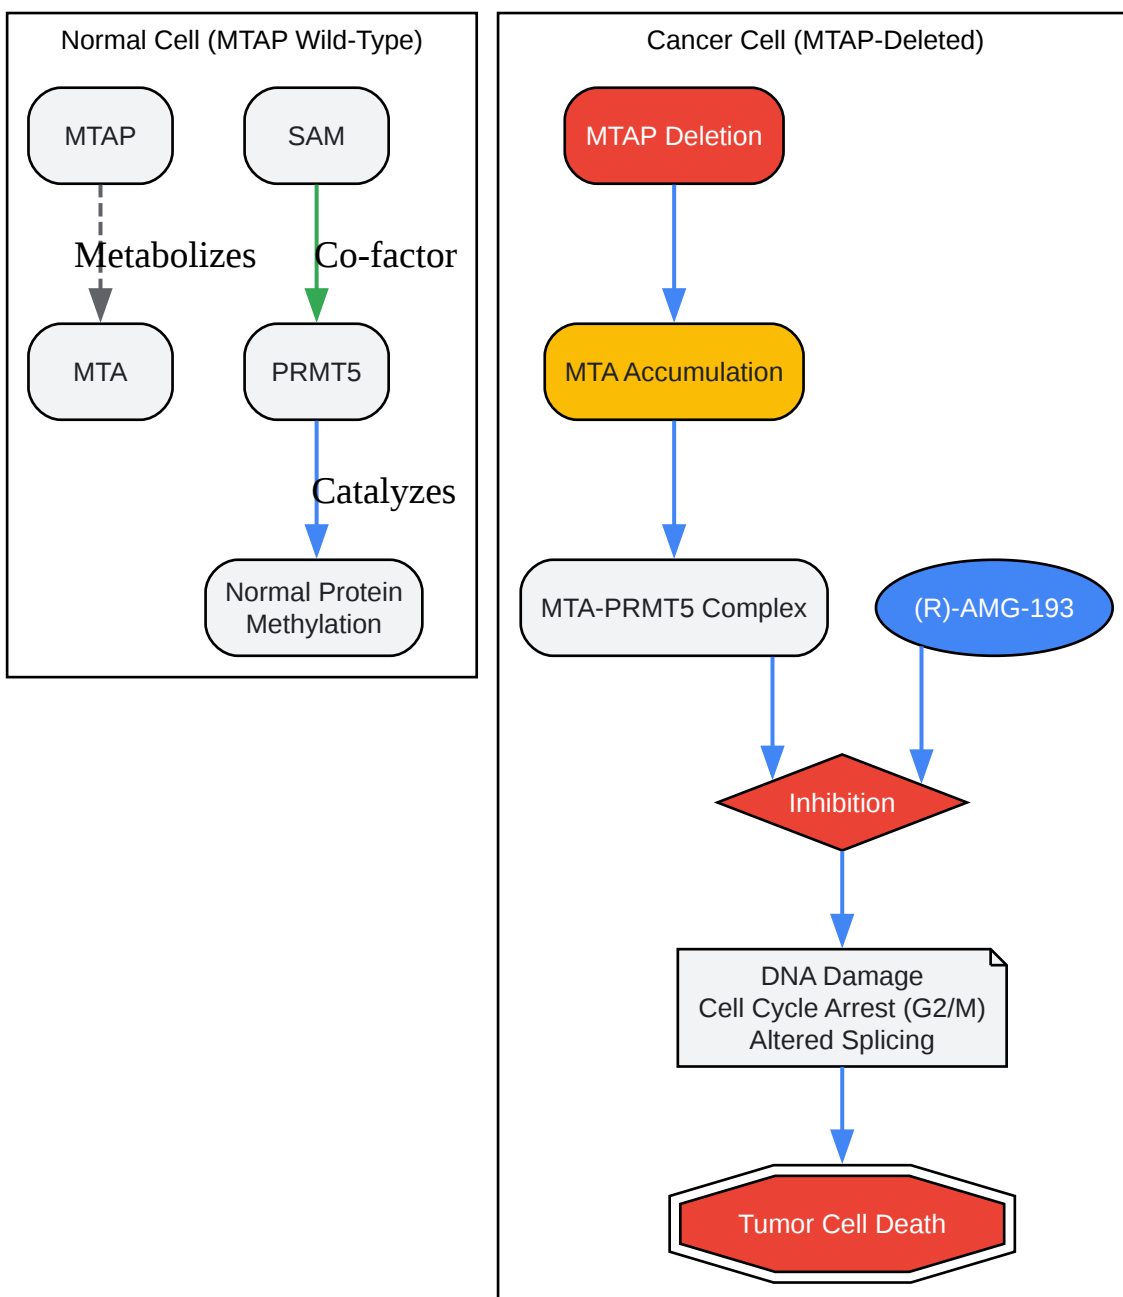 Normal Cell (MTAP Wild-Type)
MTAP
SAM
Metabolizes
Co-factor
MTA
PRMT5
Catalyzes
Normal Protein
Methylation
Cancer Cell (MTAP-Deleted)
MTAP Deletion
MTA Accumulation
MTA-PRMT5 Complex
(R)-AMG-193
Inhibition
DNA Damage
Cell Cycle Arrest (G2/M)
Altered Splicing
Tumor Cell Death